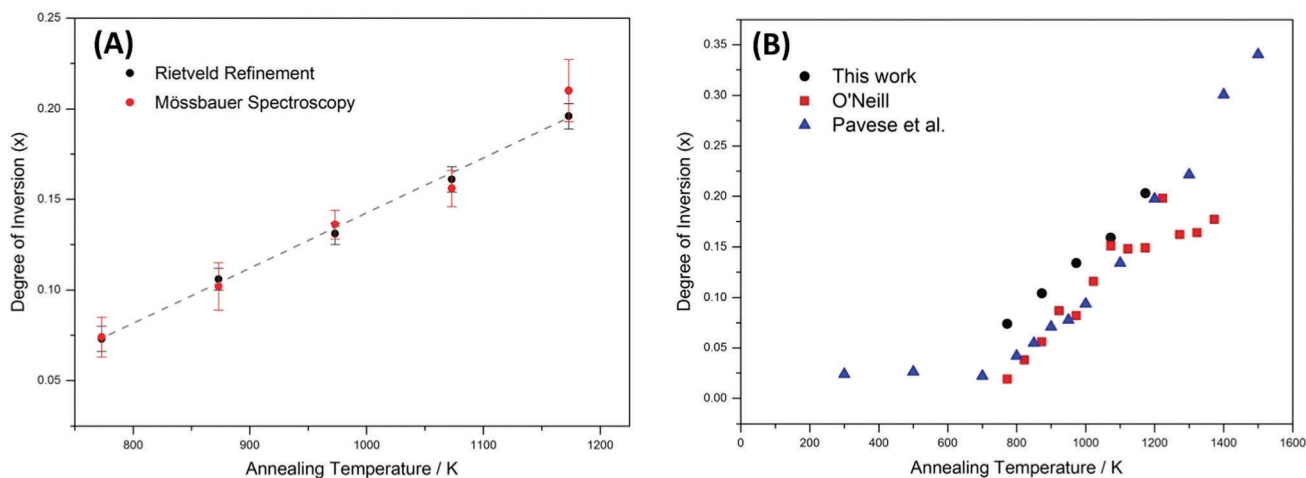 (A)
Rietveld Refinement
Mössbauer Spectroscopy
Degree of Inversion (x)
0.25
0.20
0.15
0.10
0.05
800 900 1000 1100 1200
Annealing Temperature / K
(B)
This work
O'Neill
Pavese et al.
Degree of Inversion (x)
0.35
0.30
0.25
0.20
0.15
0.10
0.05
0.00
0 200 400 600 800 1000 1200 1400 1600
Annealing Temperature / K